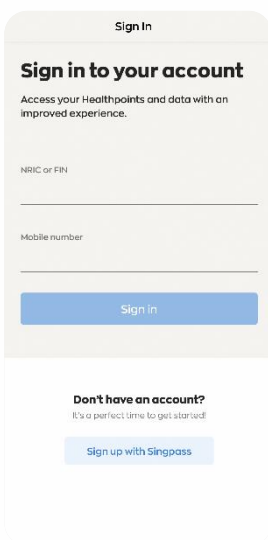 Sign In
Sign in to your account
Access your Healthpoints and data with an
improved experience.
NRIC or FIN
Mobile number
Sign in
Don't have an account?
It's a perfect time to get started!
Sign up with Singpass